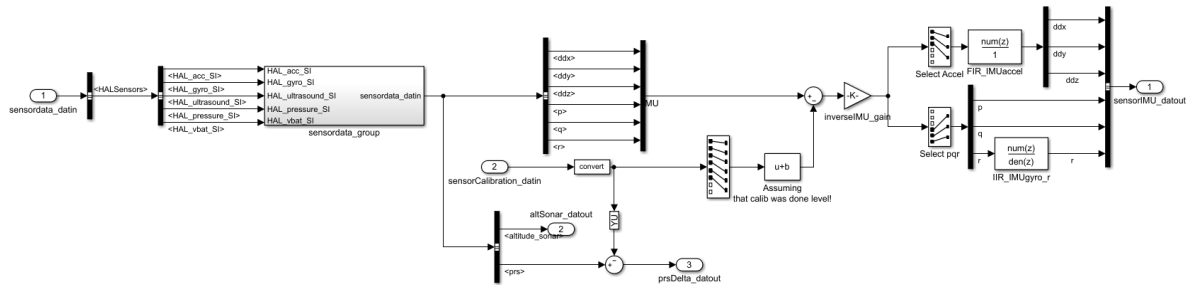 1
sensordata_datin
<HALSensors>
<HAL_acc_SI>
<HAL_gyro_SI>
<HAL_ultrasound_SI>
<HAL_pressure_SI>
<HAL_vbat_SI>
HAL_acc_SI
HAL_gyro_SI
HAL_ultrasound_SI
HAL_pressure_SI
HAL_vbat_SI
sensordata_datin
sensordata_group
<ddx>
<ddy>
<ddz>
<p>
<q>
<r>
MU
2
sensorCalibration_datin
convert
u+b
Assuming
that calib was done level!
+
-
-K-
inverseIMU_gain
Select Accel
num(z)
1
FIR_IMUaccel
ddx
ddy
ddz
Select pqr
p
q
r
num(z)
den(z)
IIR_IMUgyro_r
r
1
sensorIMU_datout
altSonar_datout
2
<altitude_sonar>
<prs>
+
-
3
prsDelta_datout